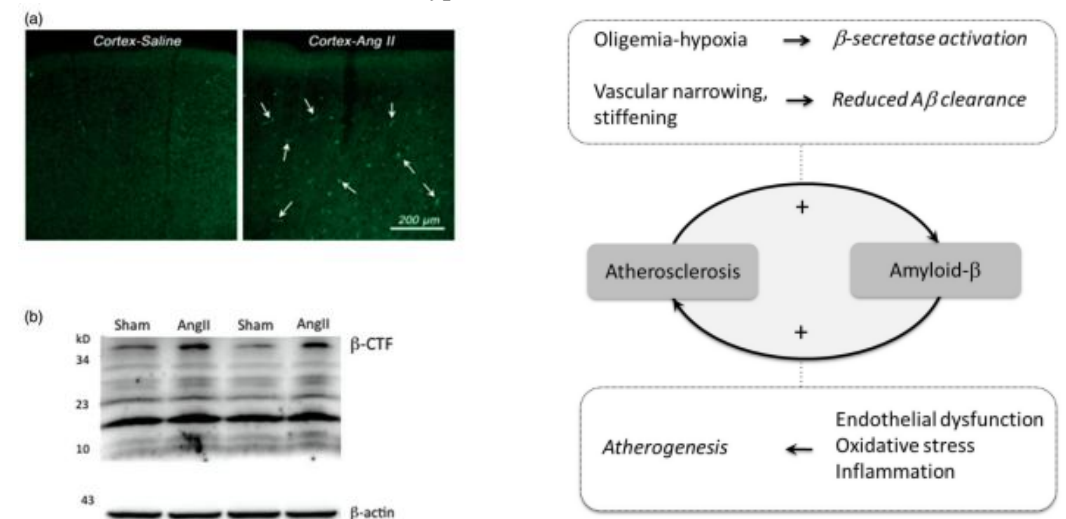 (a)
Cortex-Saline
Cortex-Ang II
200 µm
(b)
Sham AngII Sham AngII
kD
β-CTF
34
23
10
43
β-actin
Oligemia-hypoxia → β-secretase activation
Vascular narrowing,
stiffening → Reduced Aβ clearance
+
Atherosclerosis
Amyloid-β
+
Atherogenesis ← Endothelial dysfunction
Oxidative stress
Inflammation